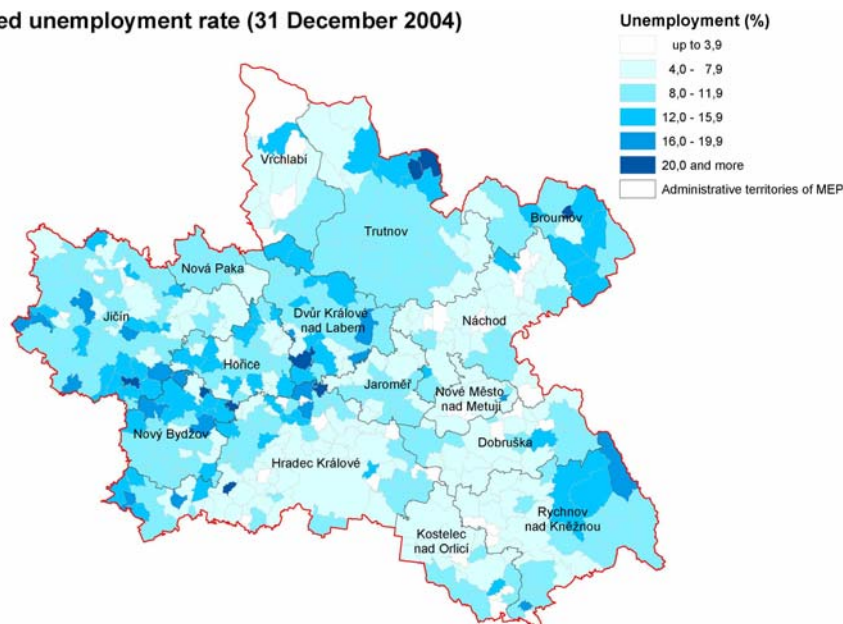 ed unemployment rate (31 December 2004)
Unemployment (%)
up to 3,9
4,0 - 7,9
8,0 - 11,9
12,0 - 15,9
16,0 - 19,9
20,0 and more
Administrative territories of MEP
Vrchlabí
Trutnov
Broumov
Nová Paka
Jičín
Dvůr Králové
nad Labem
Náchod
Hořice
Jaroměř
Nové Město
nad Metují
Nový Bydžov
Dobruška
Hradec Králové
Rychnov
nad Kněžnou
Kostelec
nad Orlicí